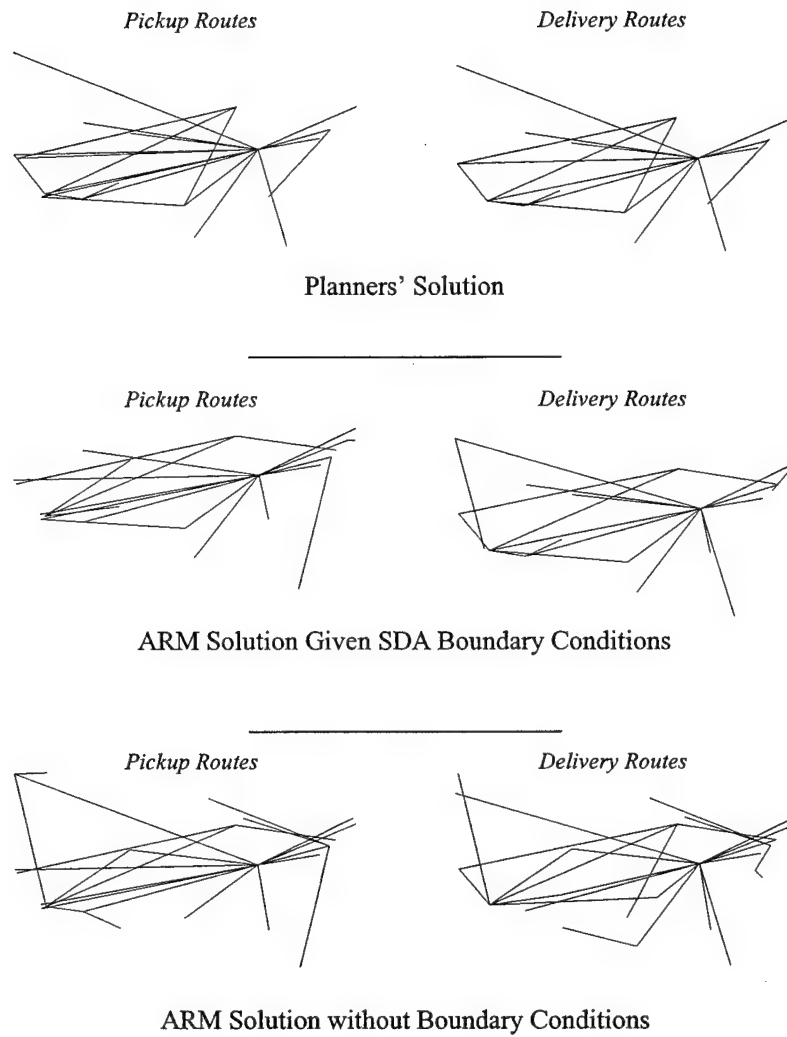 Pickup Routes
Delivery Routes
Planners’ Solution
Pickup Routes
Delivery Routes
ARM Solution Given SDA Boundary Conditions
Pickup Routes
Delivery Routes
ARM Solution without Boundary Conditions